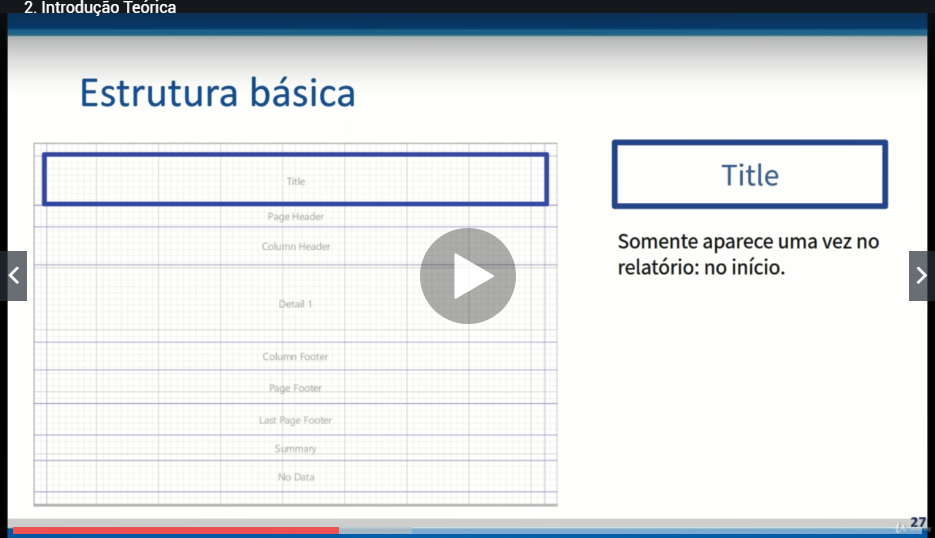 2. Introdução Teórica
Estrutura básica
Title
Page Header
Column Header
Detail 1
Column Footer
Page Footer
Last Page Footer
Summary
No Data
Title
Somente aparece uma vez no
relatório: no início.
27